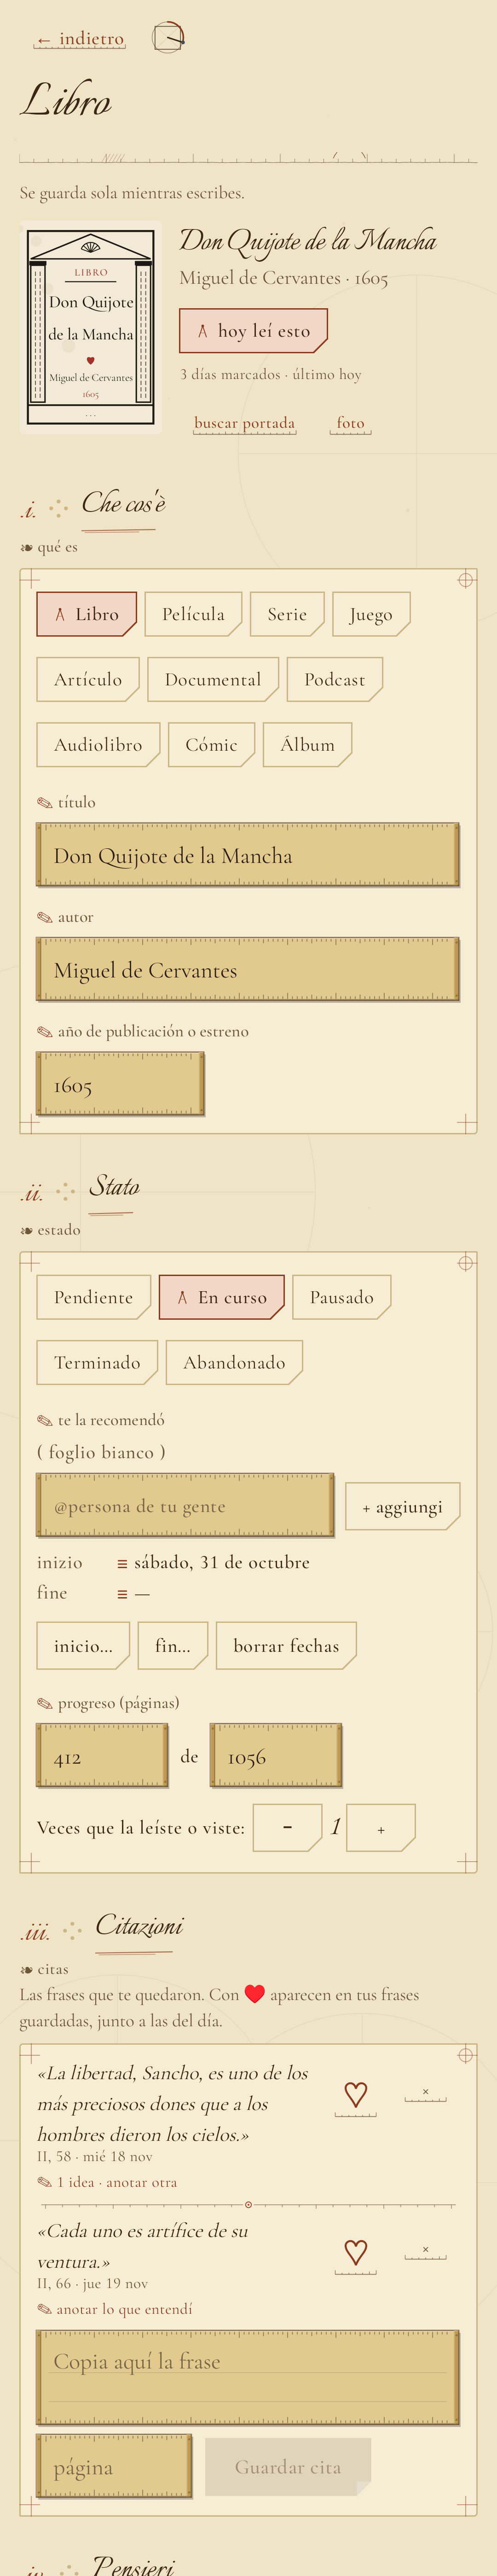 ← indietro
Libro
Se guarda sola mientras escribes.
LIBRO
Don Quijote
de la Mancha
Miguel de Cervantes
1605
. . .
Don Quijote de la Mancha
Miguel de Cervantes · 1605
hoy leí esto
3 días marcados · último hoy
buscar portada foto
.i. Che cos'è
❧ qué es
Libro Película Serie Juego
Artículo Documental Podcast
Audiolibro Cómic Álbum
✎ título
Don Quijote de la Mancha
✎ autor
Miguel de Cervantes
✎ año de publicación o estreno
1605
.ii. Stato
❧ estado
Pendiente En curso Pausado
Terminado Abandonado
✎ te la recomendó
( foglio bianco )
@persona de tu gente + aggiungi
inizio ≡ sábado, 31 de octubre
fine ≡ —
inicio... fin... borrar fechas
✎ progreso (páginas)
412 de 1056
Veces que la leíste o viste: - 1 +
.iii. Citazioni
❧ citas
Las frases que te quedaron. Con ♥ aparecen en tus frases
guardadas, junto a las del día.
«La libertad, Sancho, es uno de los
más preciosos dones que a los
hombres dieron los cielos.»
♡ ×
II, 58 · mié 18 nov
✎ 1 idea · anotar otra
«Cada uno es artífice de su
ventura.»
♡ ×
II, 66 · jue 19 nov
✎ anotar lo que entendí
Copia aquí la frase
página Guardar cita
.iv. Pensieri